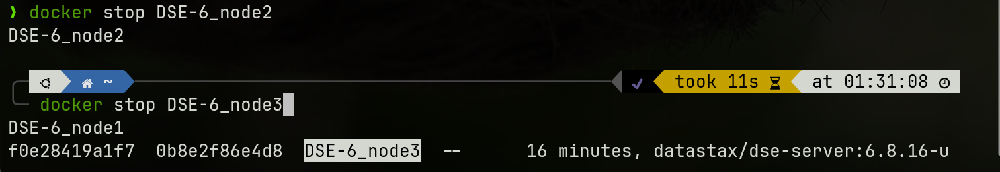 ❯ docker stop DSE-6_node2
DSE-6_node2
~ ✔ took 11s at 01:31:08
docker stop DSE-6_node3
DSE-6_node1
f0e28419a1f7 0b8e2f86e4d8 DSE-6_node3 -- 16 minutes, datastax/dse-server:6.8.16-u